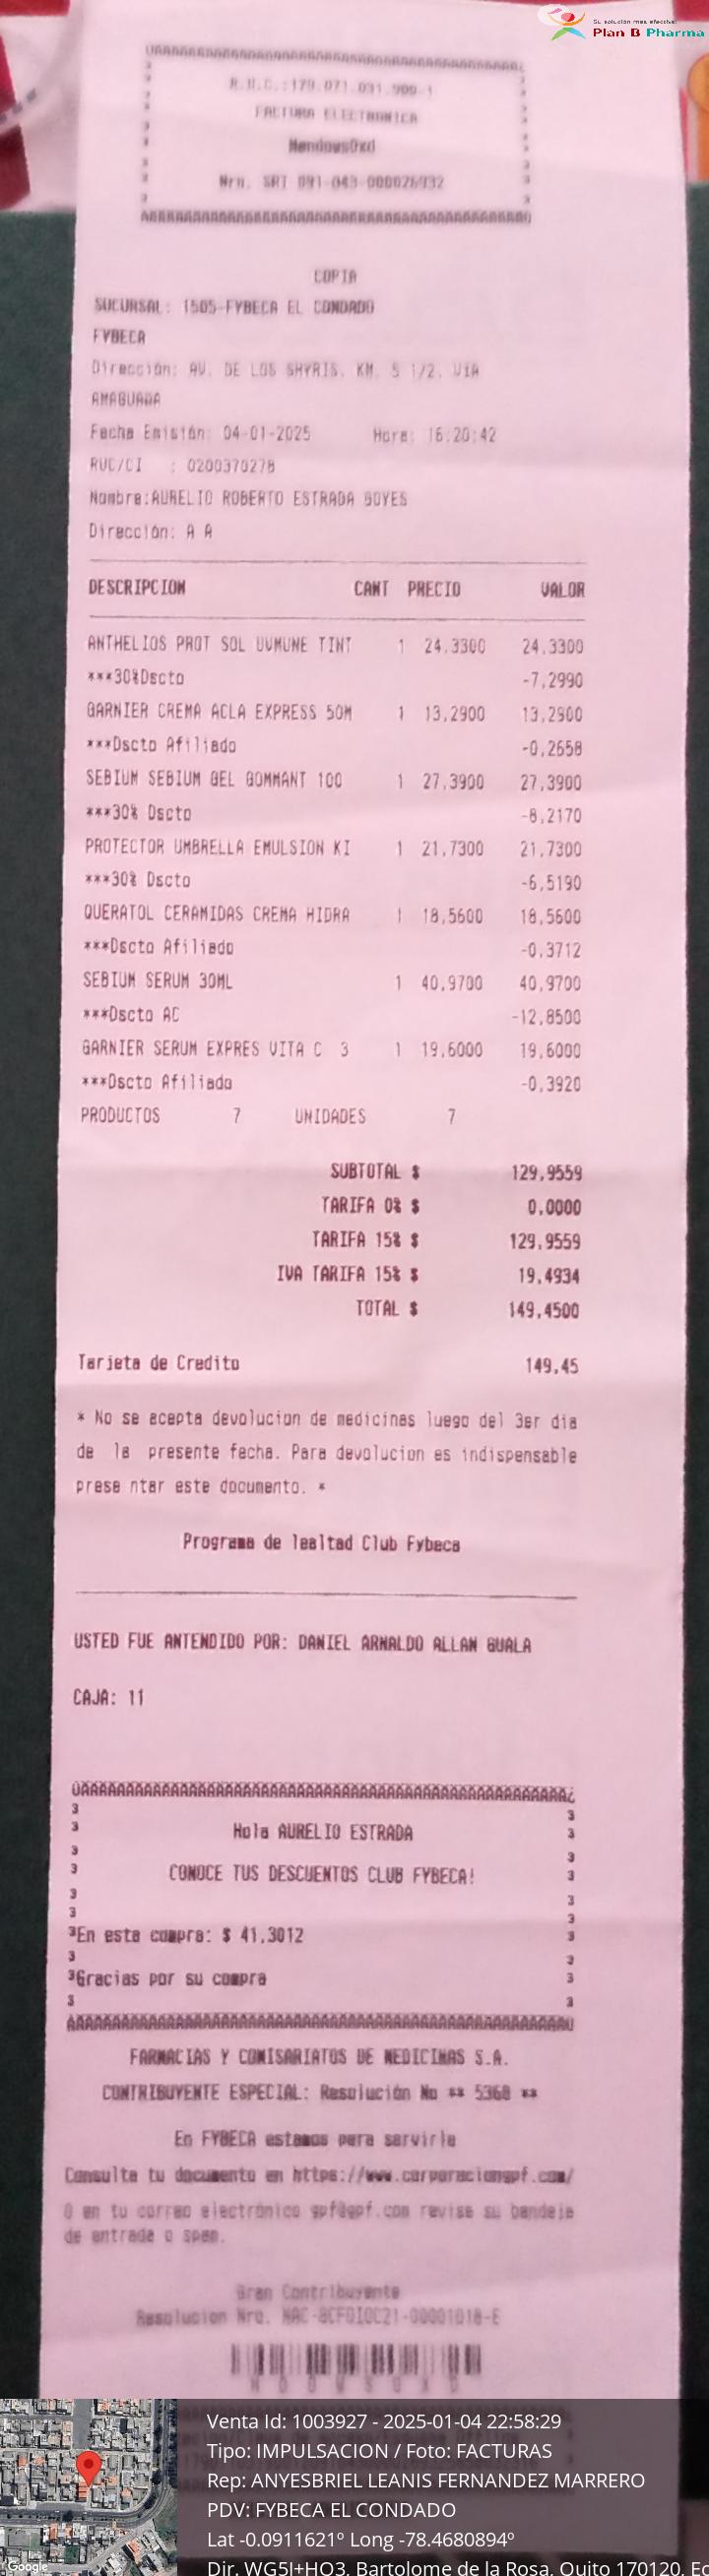 Su solución más efectiva!
Plan B Pharma
R.U.C.:179.071.031.900-1
FACTURA ELECTRONICA
Nro. SRI 091-043-000026932
COPIA
SUCURSAL: 1505-FYBECA EL CONDADO
FYBECA
Dirección: AV. DE LOS SHYRIS, KM. 5 1/2, VIA
AMAGUAÑA
Fecha Emisión: 04-01-2025 Hora: 16:20:42
RUC/CI : 0200370278
Nombre:AURELIO ROBERTO ESTRADA GOYES
Dirección: A A
DESCRIPCION CANT PRECIO VALOR
ANTHELIOS PROT SOL UVMUNE TINT 1 24,3300 24,3300
***30%Dscto -7,2990
GARNIER CREMA ACLA EXPRESS 50M 1 13,2900 13,2900
***Dscto Afiliado -0,2658
SEBIUM SEBIUM GEL GOMMANT 100 1 27,3900 27,3900
***30% Dscto -8,2170
PROTECTOR UMBRELLA EMULSION KI 1 21,7300 21,7300
***30% Dscto -6,5190
QUERATOL CERAMIDAS CREMA HIDRA 1 18,5600 18,5600
***Dscto Afiliado -0,3712
SEBIUM SERUM 30ML 1 40,9700 40,9700
***Dscto AC -12,8500
GARNIER SERUM EXPRES VITA C 3 1 19,6000 19,6000
***Dscto Afiliado -0,3920
PRODUCTOS 7 UNIDADES 7
SUBTOTAL $ 129,9559
TARIFA 0% $ 0,0000
TARIFA 15% $ 129,9559
IVA TARIFA 15% $ 19,4934
TOTAL $ 149,4500
Tarjeta de Credito 149,45
* No se acepta devolucion de medicinas luego del 3er dia
de la presente fecha. Para devolucion es indispensable
prese ntar este documento. *
Programa de lealtad Club Fybeca
USTED FUE ANTENDIDO POR: DANIEL ARNALDO ALLAN GUALA
CAJA: 11
Hola AURELIO ESTRADA
CONOCE TUS DESCUENTOS CLUB FYBECA!
En esta compra: $ 41,3012
Gracias por su compra
FARMACIAS Y COMISARIATOS DE MEDICINAS S.A.
CONTRIBUYENTE ESPECIAL: Resolución No ** 5368 **
En FYBECA estamos para servirle
Consulte tu documento en https://www.corporaciongpf.com/
O en tu correo electrónico gpf@gpf.com revise su bandeja
de entrada o spam.
Gran Contribuyente
Resolucion Nro. NAC-GCFOIOC21-00001018-E
Venta Id: 1003927 - 2025-01-04 22:58:29
Tipo: IMPULSACION / Foto: FACTURAS
Rep: ANYESBRIEL LEANIS FERNANDEZ MARRERO
PDV: FYBECA EL CONDADO
Lat -0.0911621º Long -78.4680894º
Dir. WG5J+HQ3, Bartolome de la Rosa, Quito 170120, Ec
Google